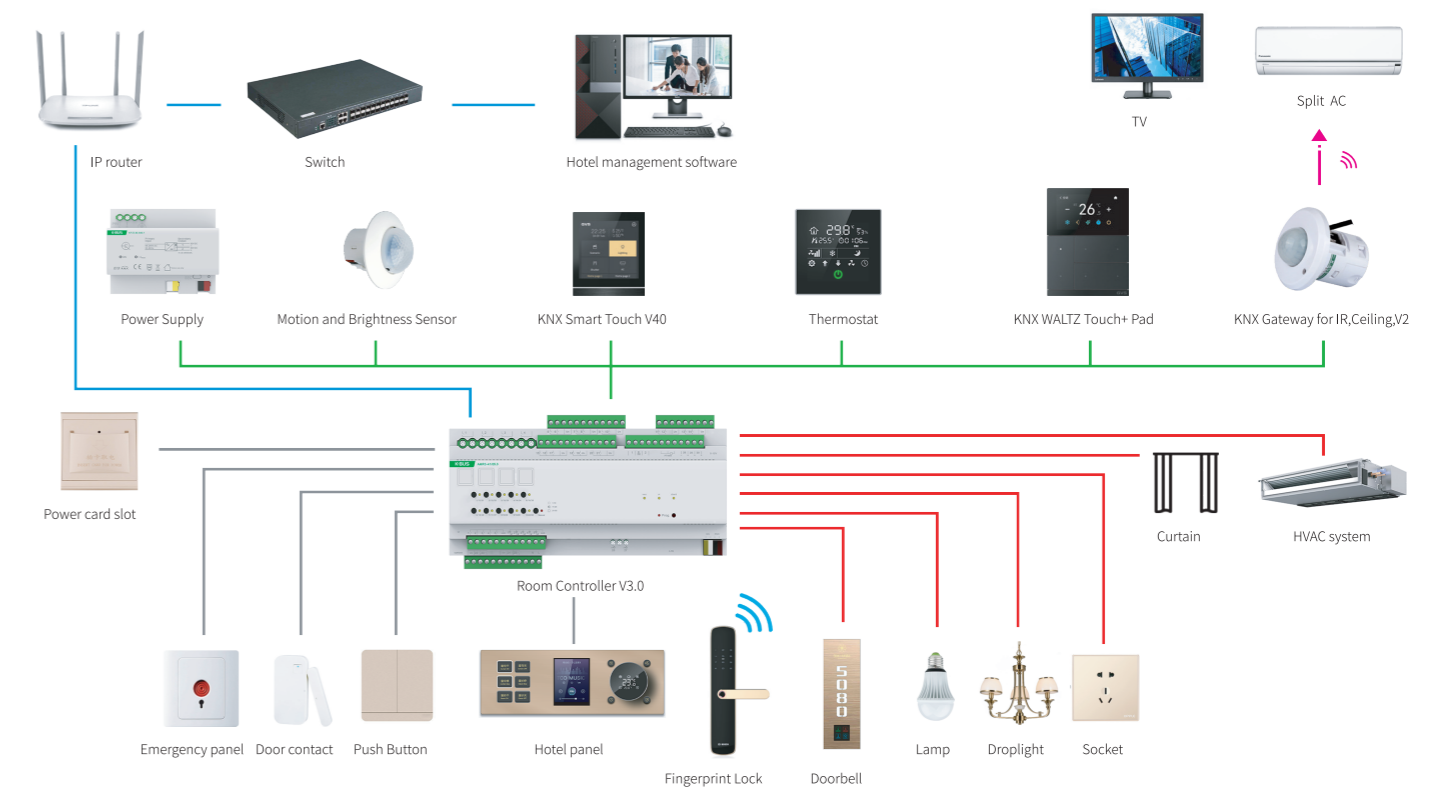 IP router
Switch
Hotel management software
TV
Split AC
Power Supply
Motion and Brightness Sensor
KNX Smart Touch V40
Thermostat
KNX WALTZ Touch+ Pad
KNX Gateway for IR,Ceiling,V2
26
Power card slot
Room Controller V3.0
Curtain
HVAC system
5080
Emergency panel
Door contact
Push Button
Hotel panel
Fingerprint Lock
Doorbell
Lamp
Droplight
Socket